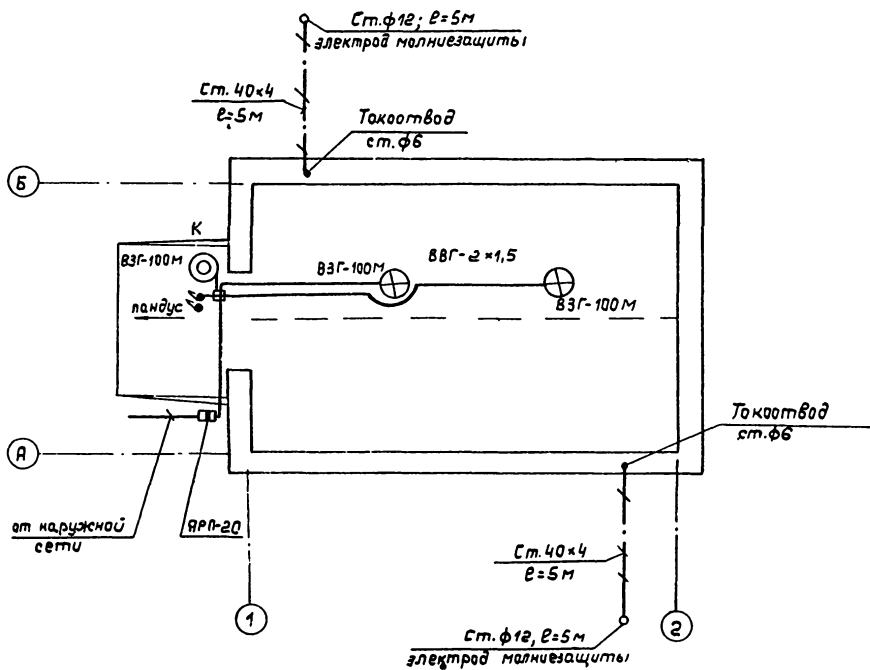 Ст.ф12; ℓ=5м
электрод молниезащиты
Ст. 40×4
ℓ=5м
Токоотвод
ст.ф6
Б
К
ВЗГ-100М
ВЗГ-100М
ВВГ-2×1,5
ВЗГ-100М
пандус
Токоотвод
ст.ф6
А
от наружной
сети
ЯРП-20
Ст.40×4
ℓ=5м
1
2
Ст.ф12, ℓ=5м
электрод молниезащиты